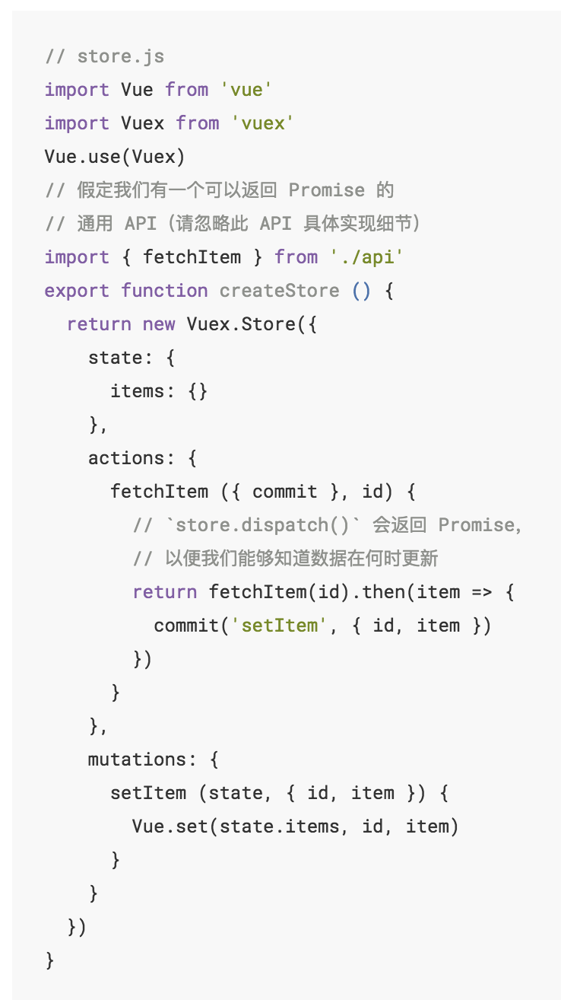 // store.js
import Vue from 'vue'
import Vuex from 'vuex'
Vue.use(Vuex)
// 假定我们有一个可以返回 Promise 的
// 通用 API（请忽略此 API 具体实现细节）
import { fetchItem } from './api'
export function createStore () {
  return new Vuex.Store({
    state: {
      items: {}
    },
    actions: {
      fetchItem ({ commit }, id) {
        // `store.dispatch()` 会返回 Promise，
        // 以便我们能够知道数据在何时更新
        return fetchItem(id).then(item => {
          commit('setItem', { id, item })
        })
      }
    },
    mutations: {
      setItem (state, { id, item }) {
        Vue.set(state.items, id, item)
      }
    }
  })
}